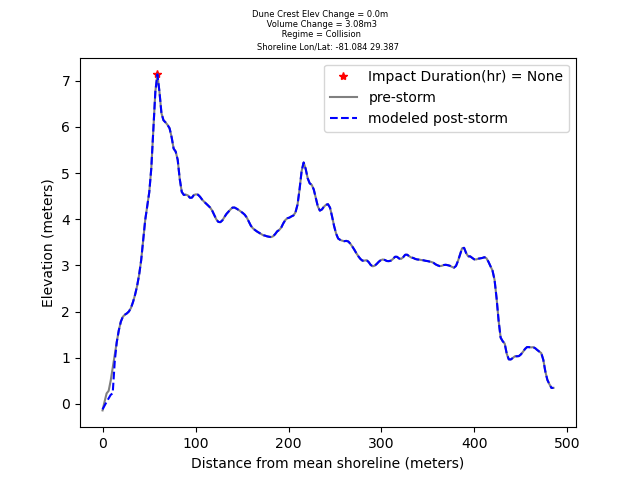 Dune Crest Elev Change = 0.0m
Volume Change = 3.08m3
Regime = Collision
Shoreline Lon/Lat: -81.084 29.387
Impact Duration(hr) = None
pre-storm
modeled post-storm
7
6
5
4
3
2
1
0
Elevation (meters)
0 100 200 300 400 500
Distance from mean shoreline (meters)